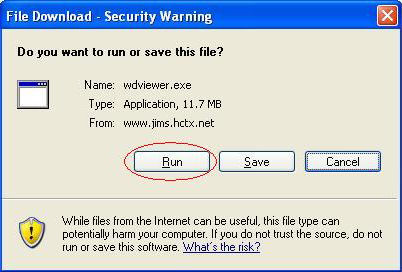 File Download - Security Warning
Do you want to run or save this file?
Name: wdviewer.exe
Type: Application, 11.7 MB
From: www.jims.hctx.net
Run Save Cancel
While files from the Internet can be useful, this file type can
potentially harm your computer. If you do not trust the source, do not
run or save this software. What's the risk?